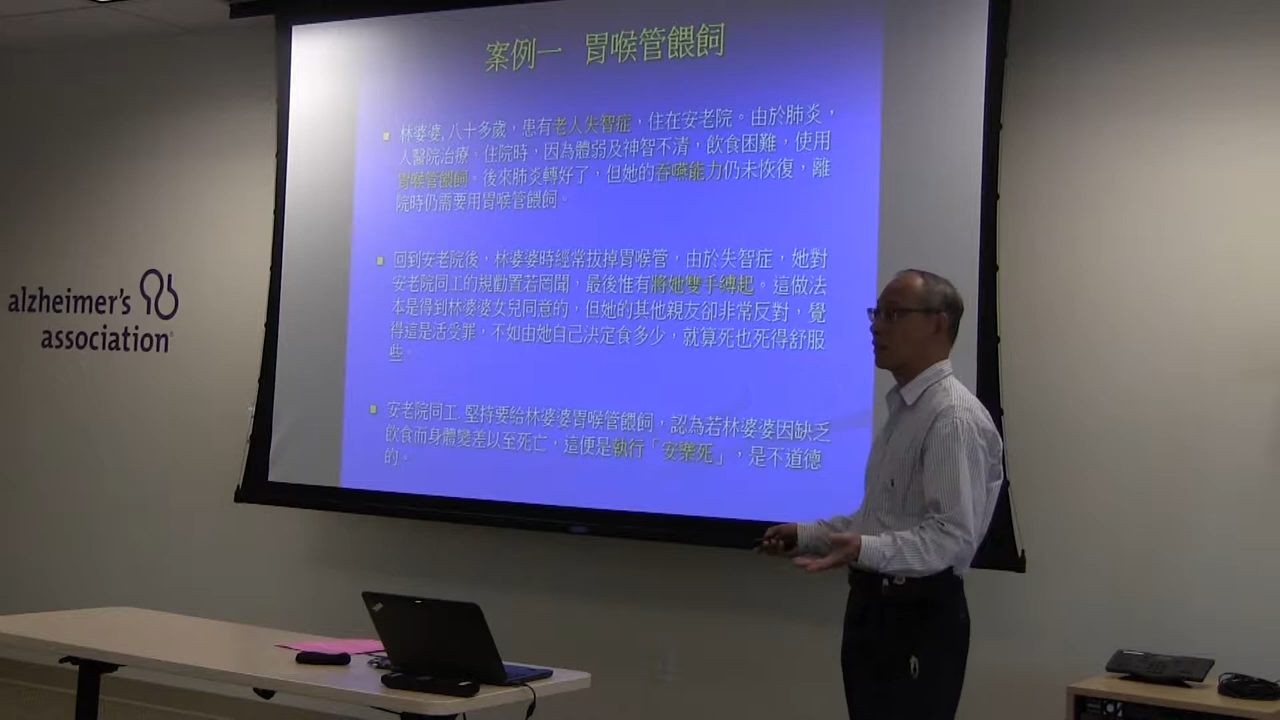 案例一 胃喉管餵飼
林婆婆, 八十多歲，患有老人失智症，住在安老院。由於肺炎，
入醫院治療。住院時，因為體弱及神智不清，飲食困難，使用
胃喉管餵飼。後來肺炎轉好了，但她的吞嚥能力仍未恢復，離
院時仍需要用胃喉管餵飼。
回到安老院後，林婆婆時經常拔掉胃喉管，由於失智症，她對
安老院同工的規勸置若罔聞，最後惟有將她雙手縛起。這做法
本是得到林婆婆女兒同意的，但她的其他親友卻非常反對，覺
得這是活受罪，不如由她自己決定食多少，就算死也死得舒服
些。
安老院同工, 堅持要給林婆婆胃喉管餵飼，認為若林婆婆因缺乏
飲食而身體變差以至死亡，這便是執行「安樂死」，是不道德
的。
alzheimer's
association